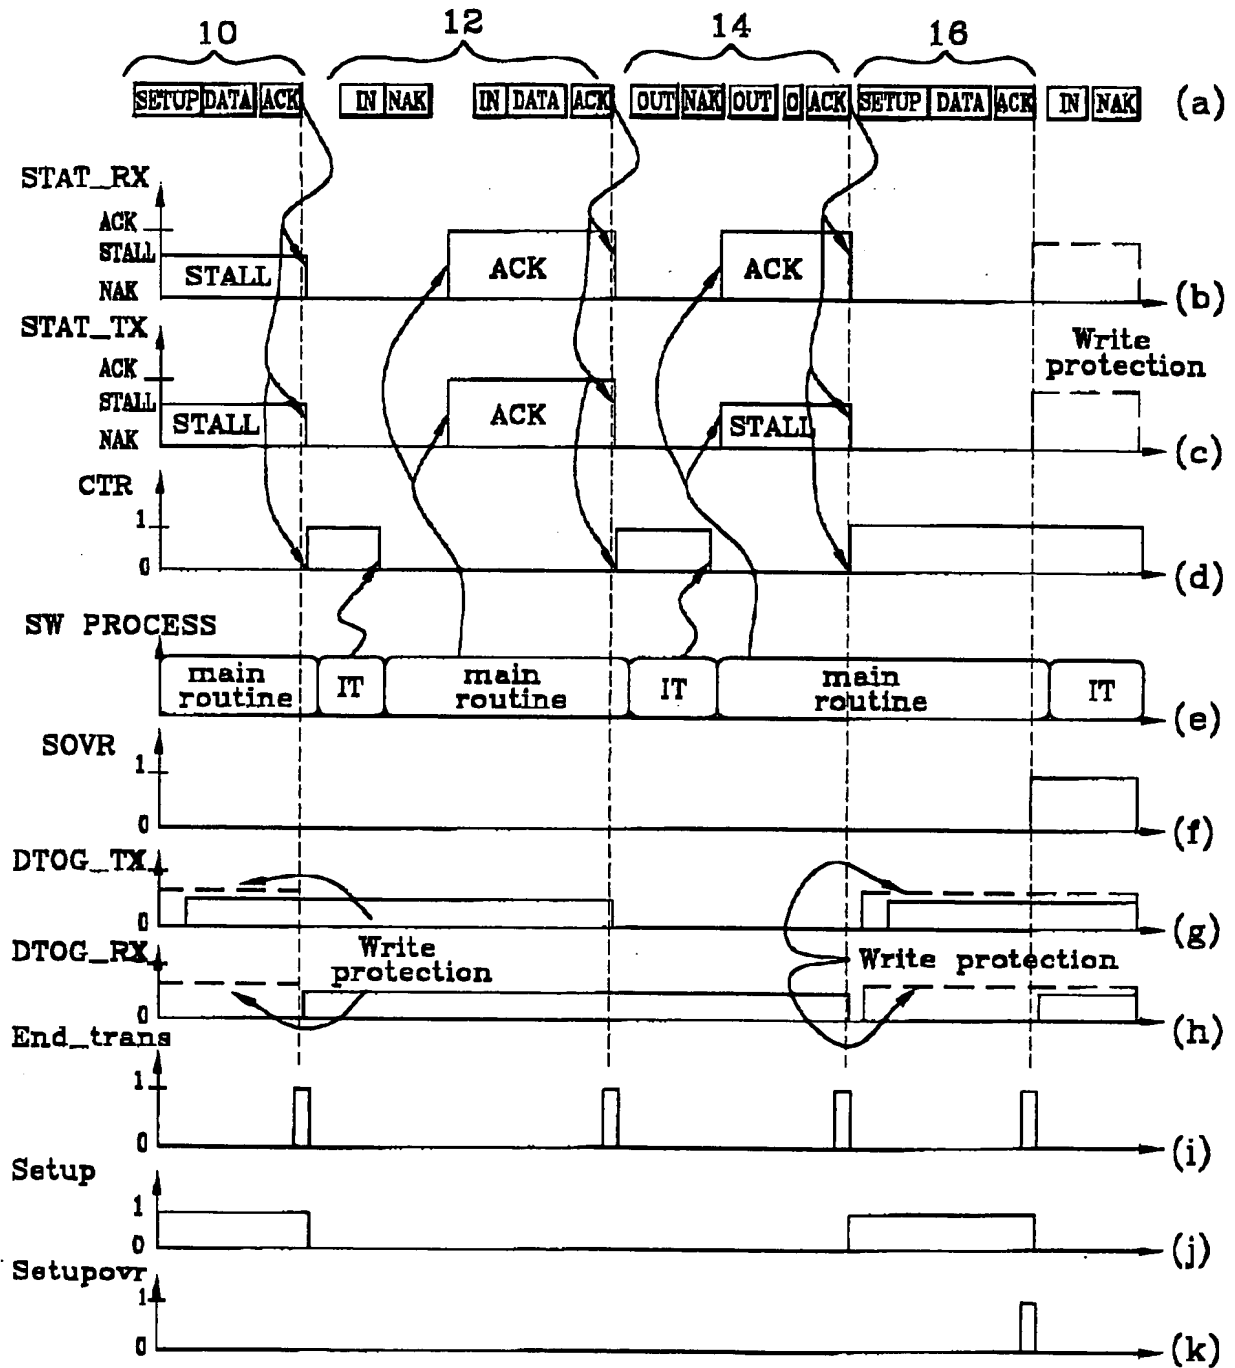 10 12 14 16
SETUP DATA ACK IN NAK IN DATA ACK OUT NAK OUT 0 ACK SETUP DATA ACK IN NAK (a)
STAT_RX
ACK
STALL
NAK
STALL ACK ACK (b)
STAT_TX
Write
protection
ACK
STALL
NAK
STALL ACK STALL (c)
CTR
1
0
(d)
SW PROCESS
main
routine
IT
main
routine
IT
main
routine
IT
(e)
SOVR
1
0
(f)
DTOG_TX
0
(g)
DTOG_RX
Write
protection
Write protection
0
(h)
End_trans
1
0
(i)
Setup
1
0
(j)
Setupovr
1
0
(k)